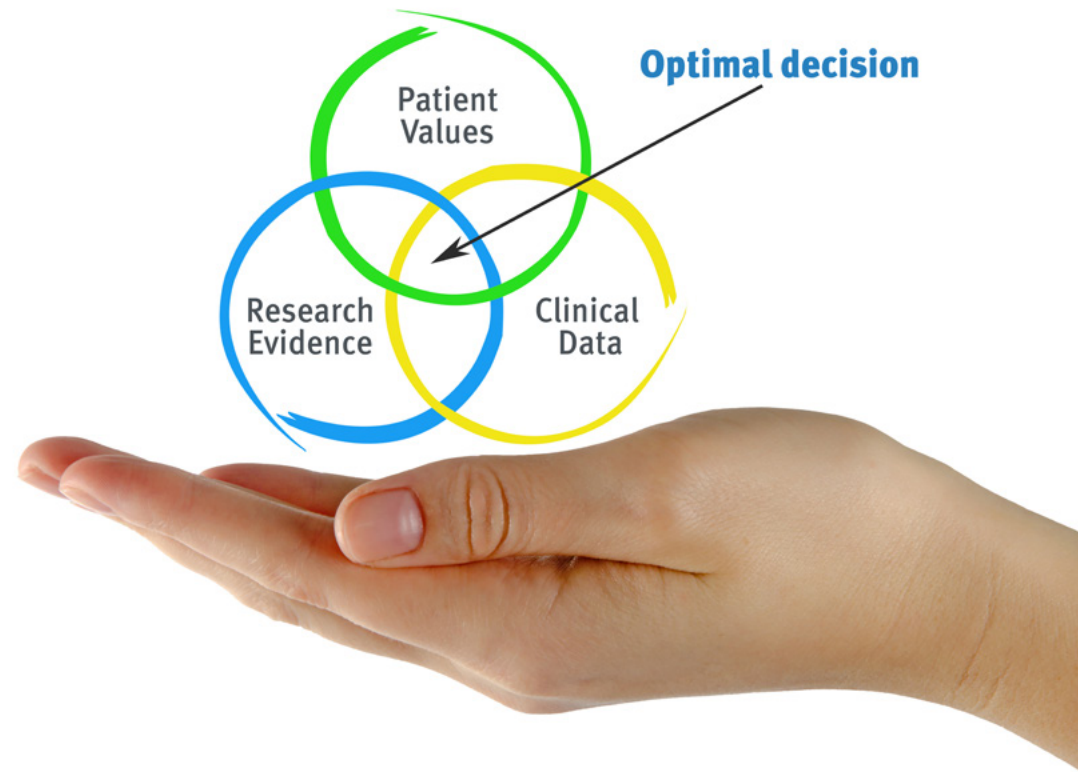 Optimal decision
Patient
Values
Research
Evidence
Clinical
Data